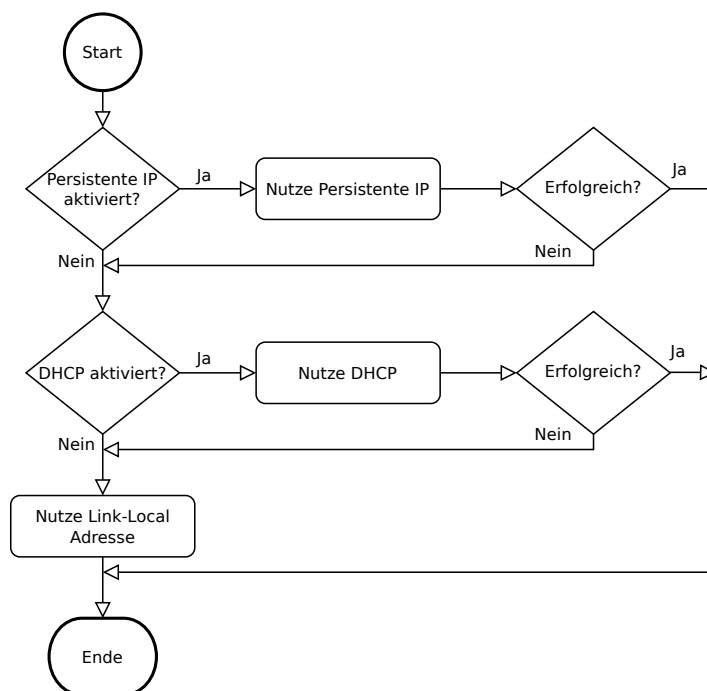 Start
Persistente IP
aktiviert?
Ja
Nutze Persistente IP
Erfolgreich?
Ja
Nein
Nein
DHCP aktiviert?
Ja
Nutze DHCP
Erfolgreich?
Ja
Nein
Nein
Nutze Link-Local
Adresse
Ende